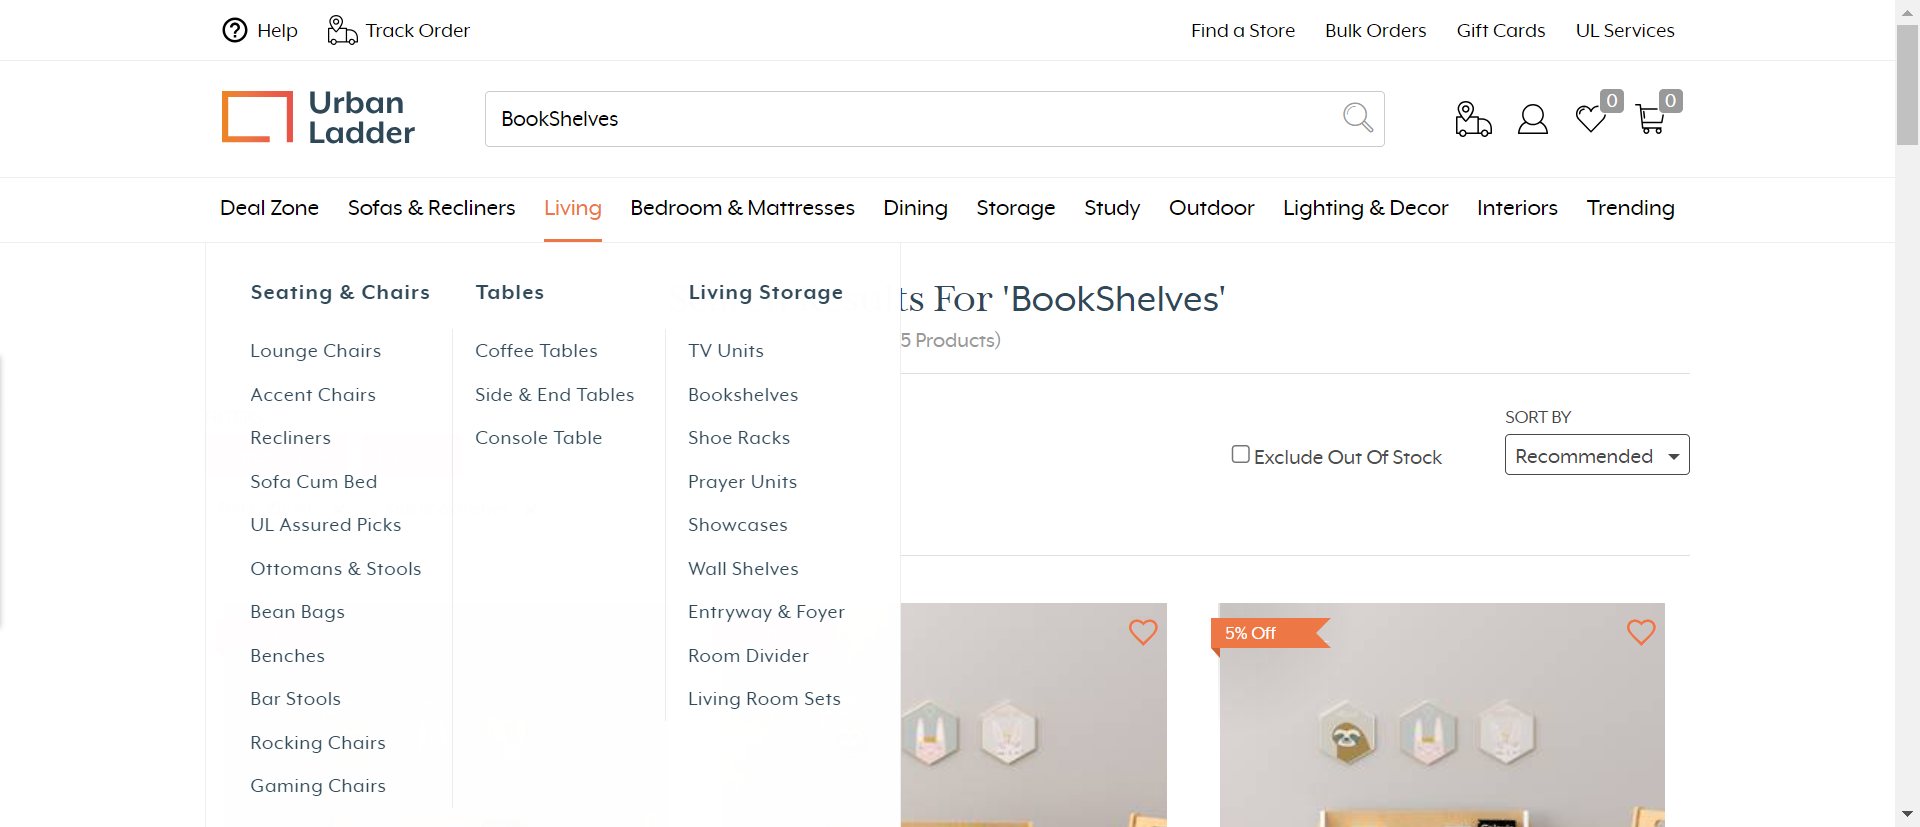 Help
Track Order
Find a Store
Bulk Orders
Gift Cards
UL Services
Urban
Ladder
BookShelves
0
0
Deal Zone
Sofas & Recliners
Living
Bedroom & Mattresses
Dining
Storage
Study
Outdoor
Lighting & Decor
Interiors
Trending
Seating & Chairs
Lounge Chairs
Accent Chairs
Recliners
Sofa Cum Bed
UL Assured Picks
Ottomans & Stools
Bean Bags
Benches
Bar Stools
Rocking Chairs
Gaming Chairs
Tables
Coffee Tables
Side & End Tables
Console Table
Living Storage
TV Units
Bookshelves
Shoe Racks
Prayer Units
Showcases
Wall Shelves
Entryway & Foyer
Room Divider
Living Room Sets
ts For 'BookShelves'
5 Products)
Exclude Out Of Stock
SORT BY
Recommended
5% Off